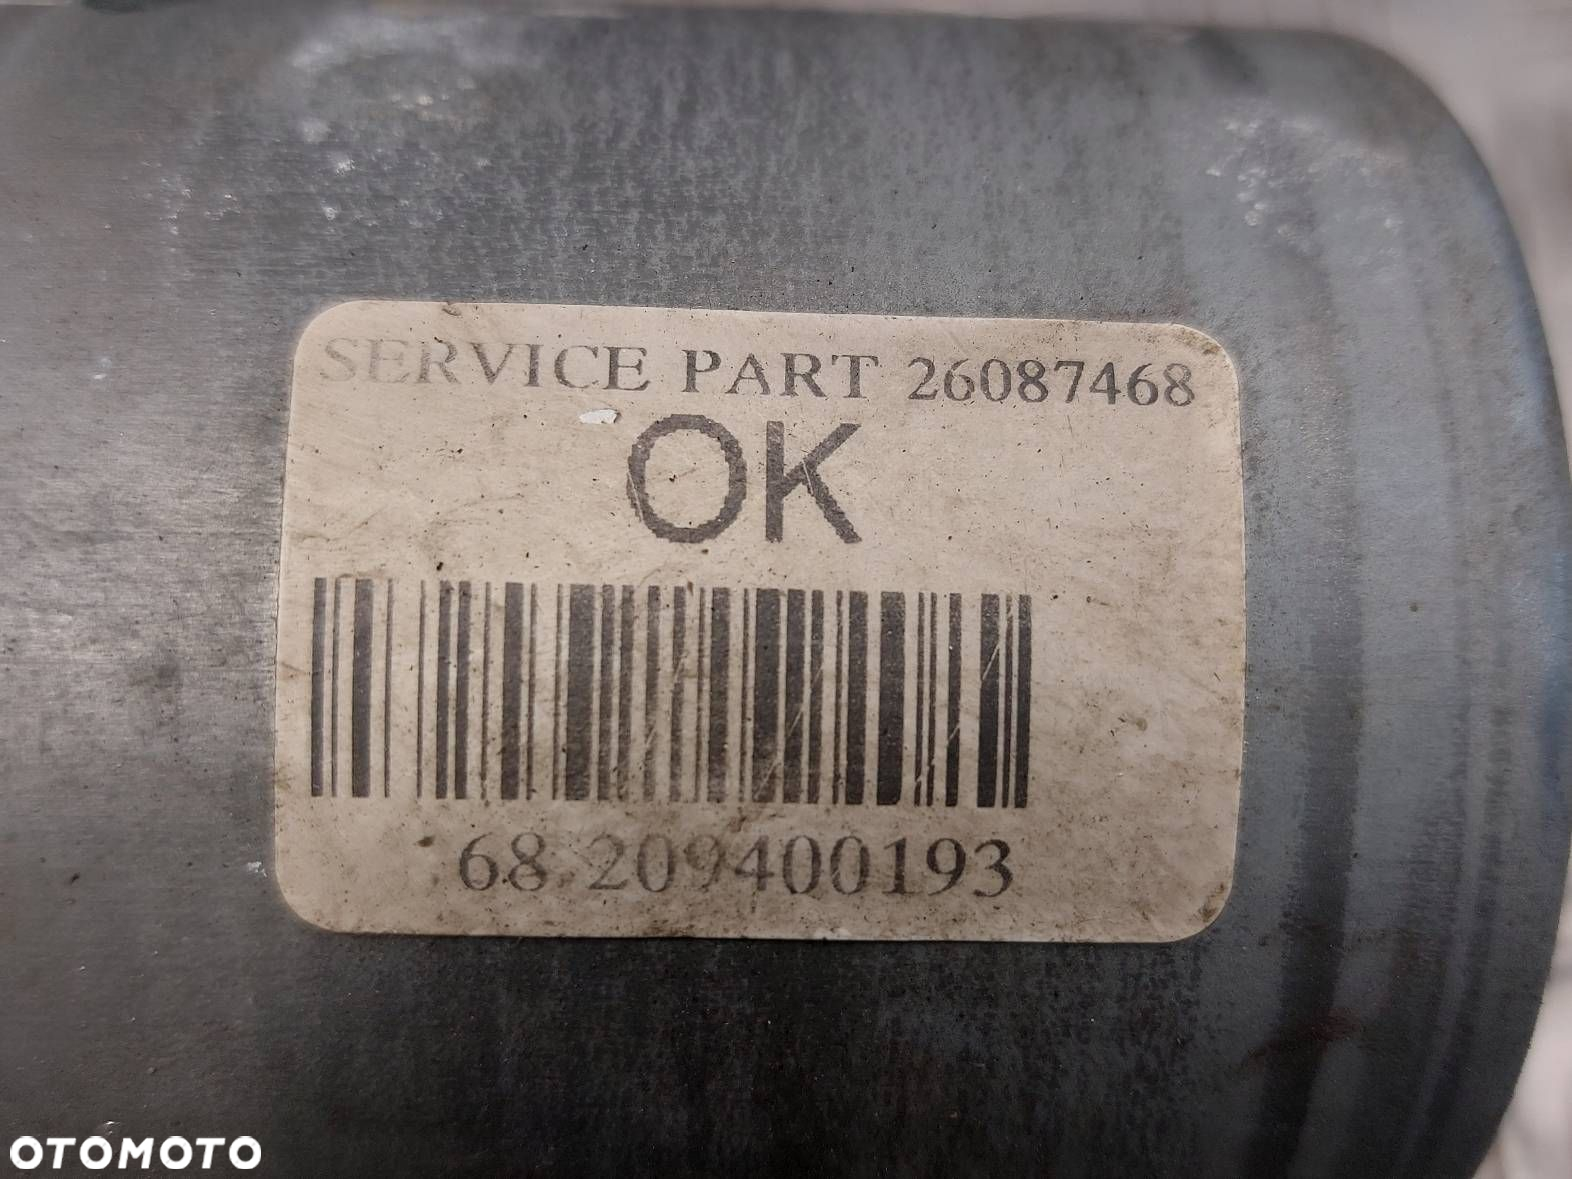 SERVICE PART 26087468
OK
68 209400193
OTOMOTO